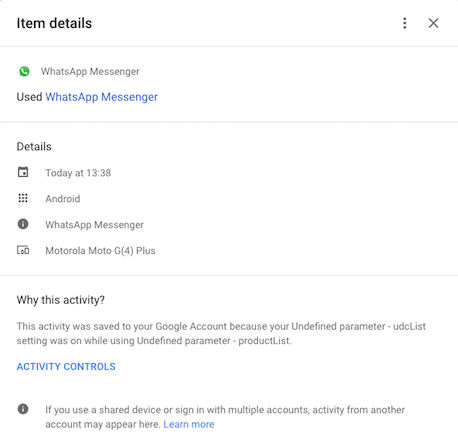 Item details
WhatsApp Messenger
Used WhatsApp Messenger
Details
Today at 13:38
Android
WhatsApp Messenger
Motorola Moto G(4) Plus
Why this activity?
This activity was saved to your Google Account because your Undefined parameter - udcList
setting was on while using Undefined parameter - productList.
ACTIVITY CONTROLS
If you use a shared device or sign in with multiple accounts, activity from another
account may appear here. Learn more